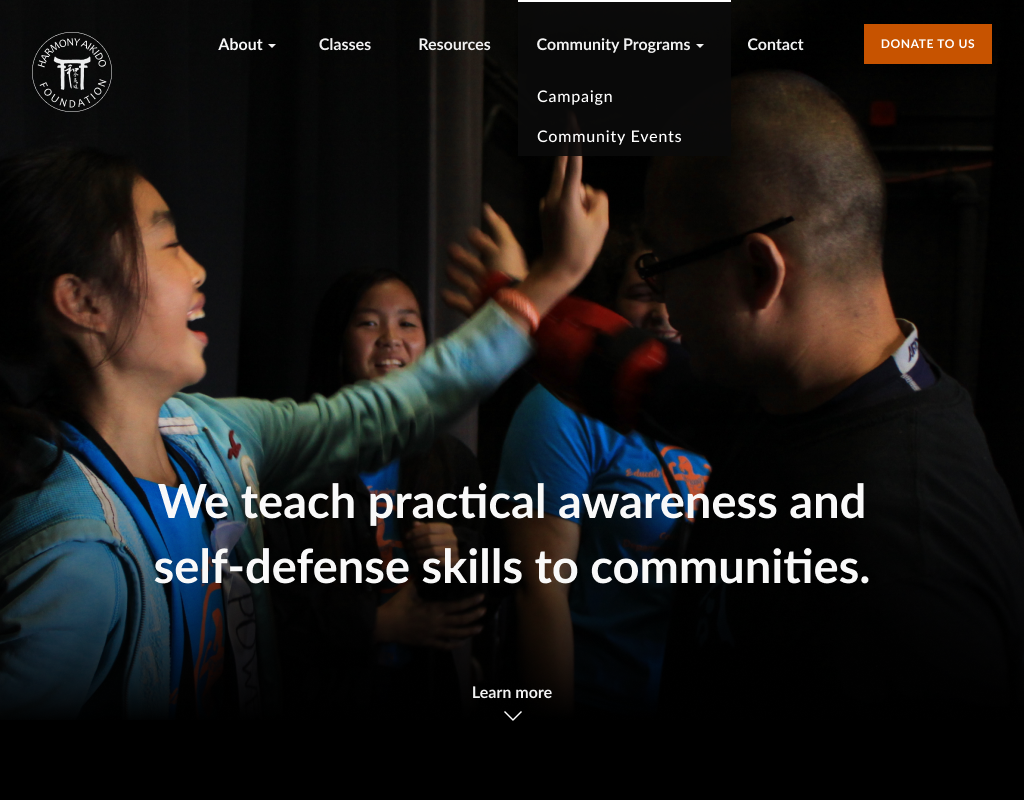 HARMONY AIKIDO
FOUNDATION
About
Classes
Resources
Community Programs
Contact
DONATE TO US
Campaign
Community Events
We teach practical awareness and
self-defense skills to communities.
Learn more